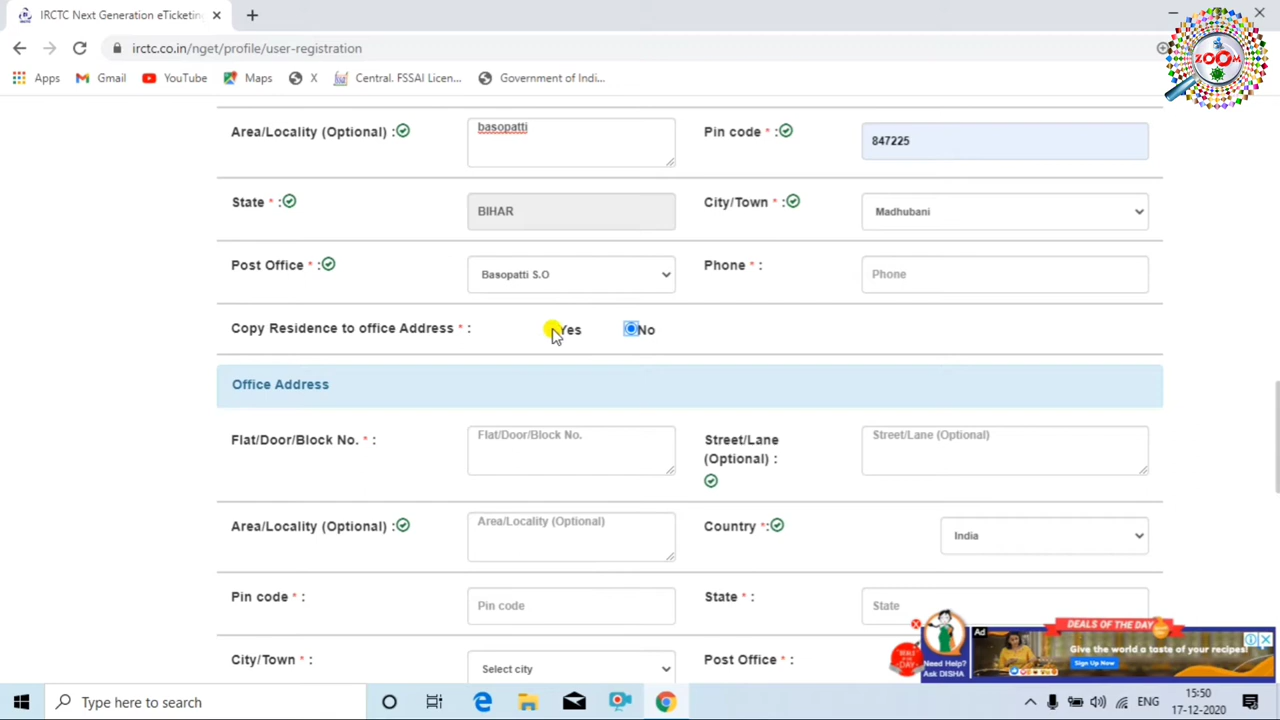 IRCTC Next Generation eTicketing
irctc.co.in/nget/profile/user-registration
Apps Gmail YouTube Maps X Central. FSSAI Licen... Government of Indi...
ZOOM
Area/Locality (Optional) : basopatti Pin code * : 847225
State * : BIHAR City/Town * : Madhubani
Post Office * : Basopatti S.O Phone * : Phone
Copy Residence to office Address * : Yes No
Office Address
Flat/Door/Block No. * : Flat/Door/Block No. Street/Lane (Optional) : Street/Lane (Optional)
Area/Locality (Optional) : Area/Locality (Optional) Country * : India
Pin code * : Pin code State * : State
City/Town * : Select city Post Office * :
Need Help?
Ask DISHA
Ad
DEALS OF THE DAY
Give the world a taste of your recipes!
Sign Up Now
Type here to search
ENG
15:50
17-12-2020